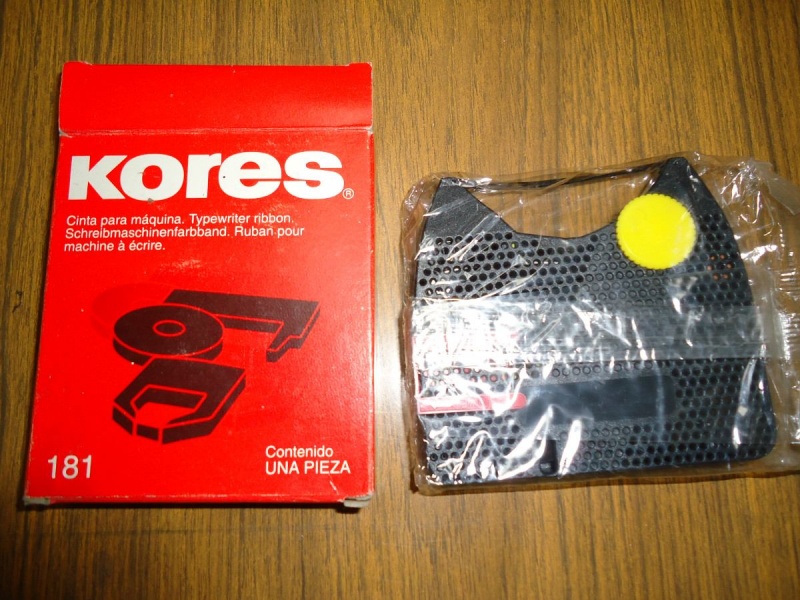 KORES®
Cinta para máquina. Typewriter ribbon.
Schreibmaschinenfarbband. Ruban pour
machine à écrire.
181
Contenido
UNA PIEZA